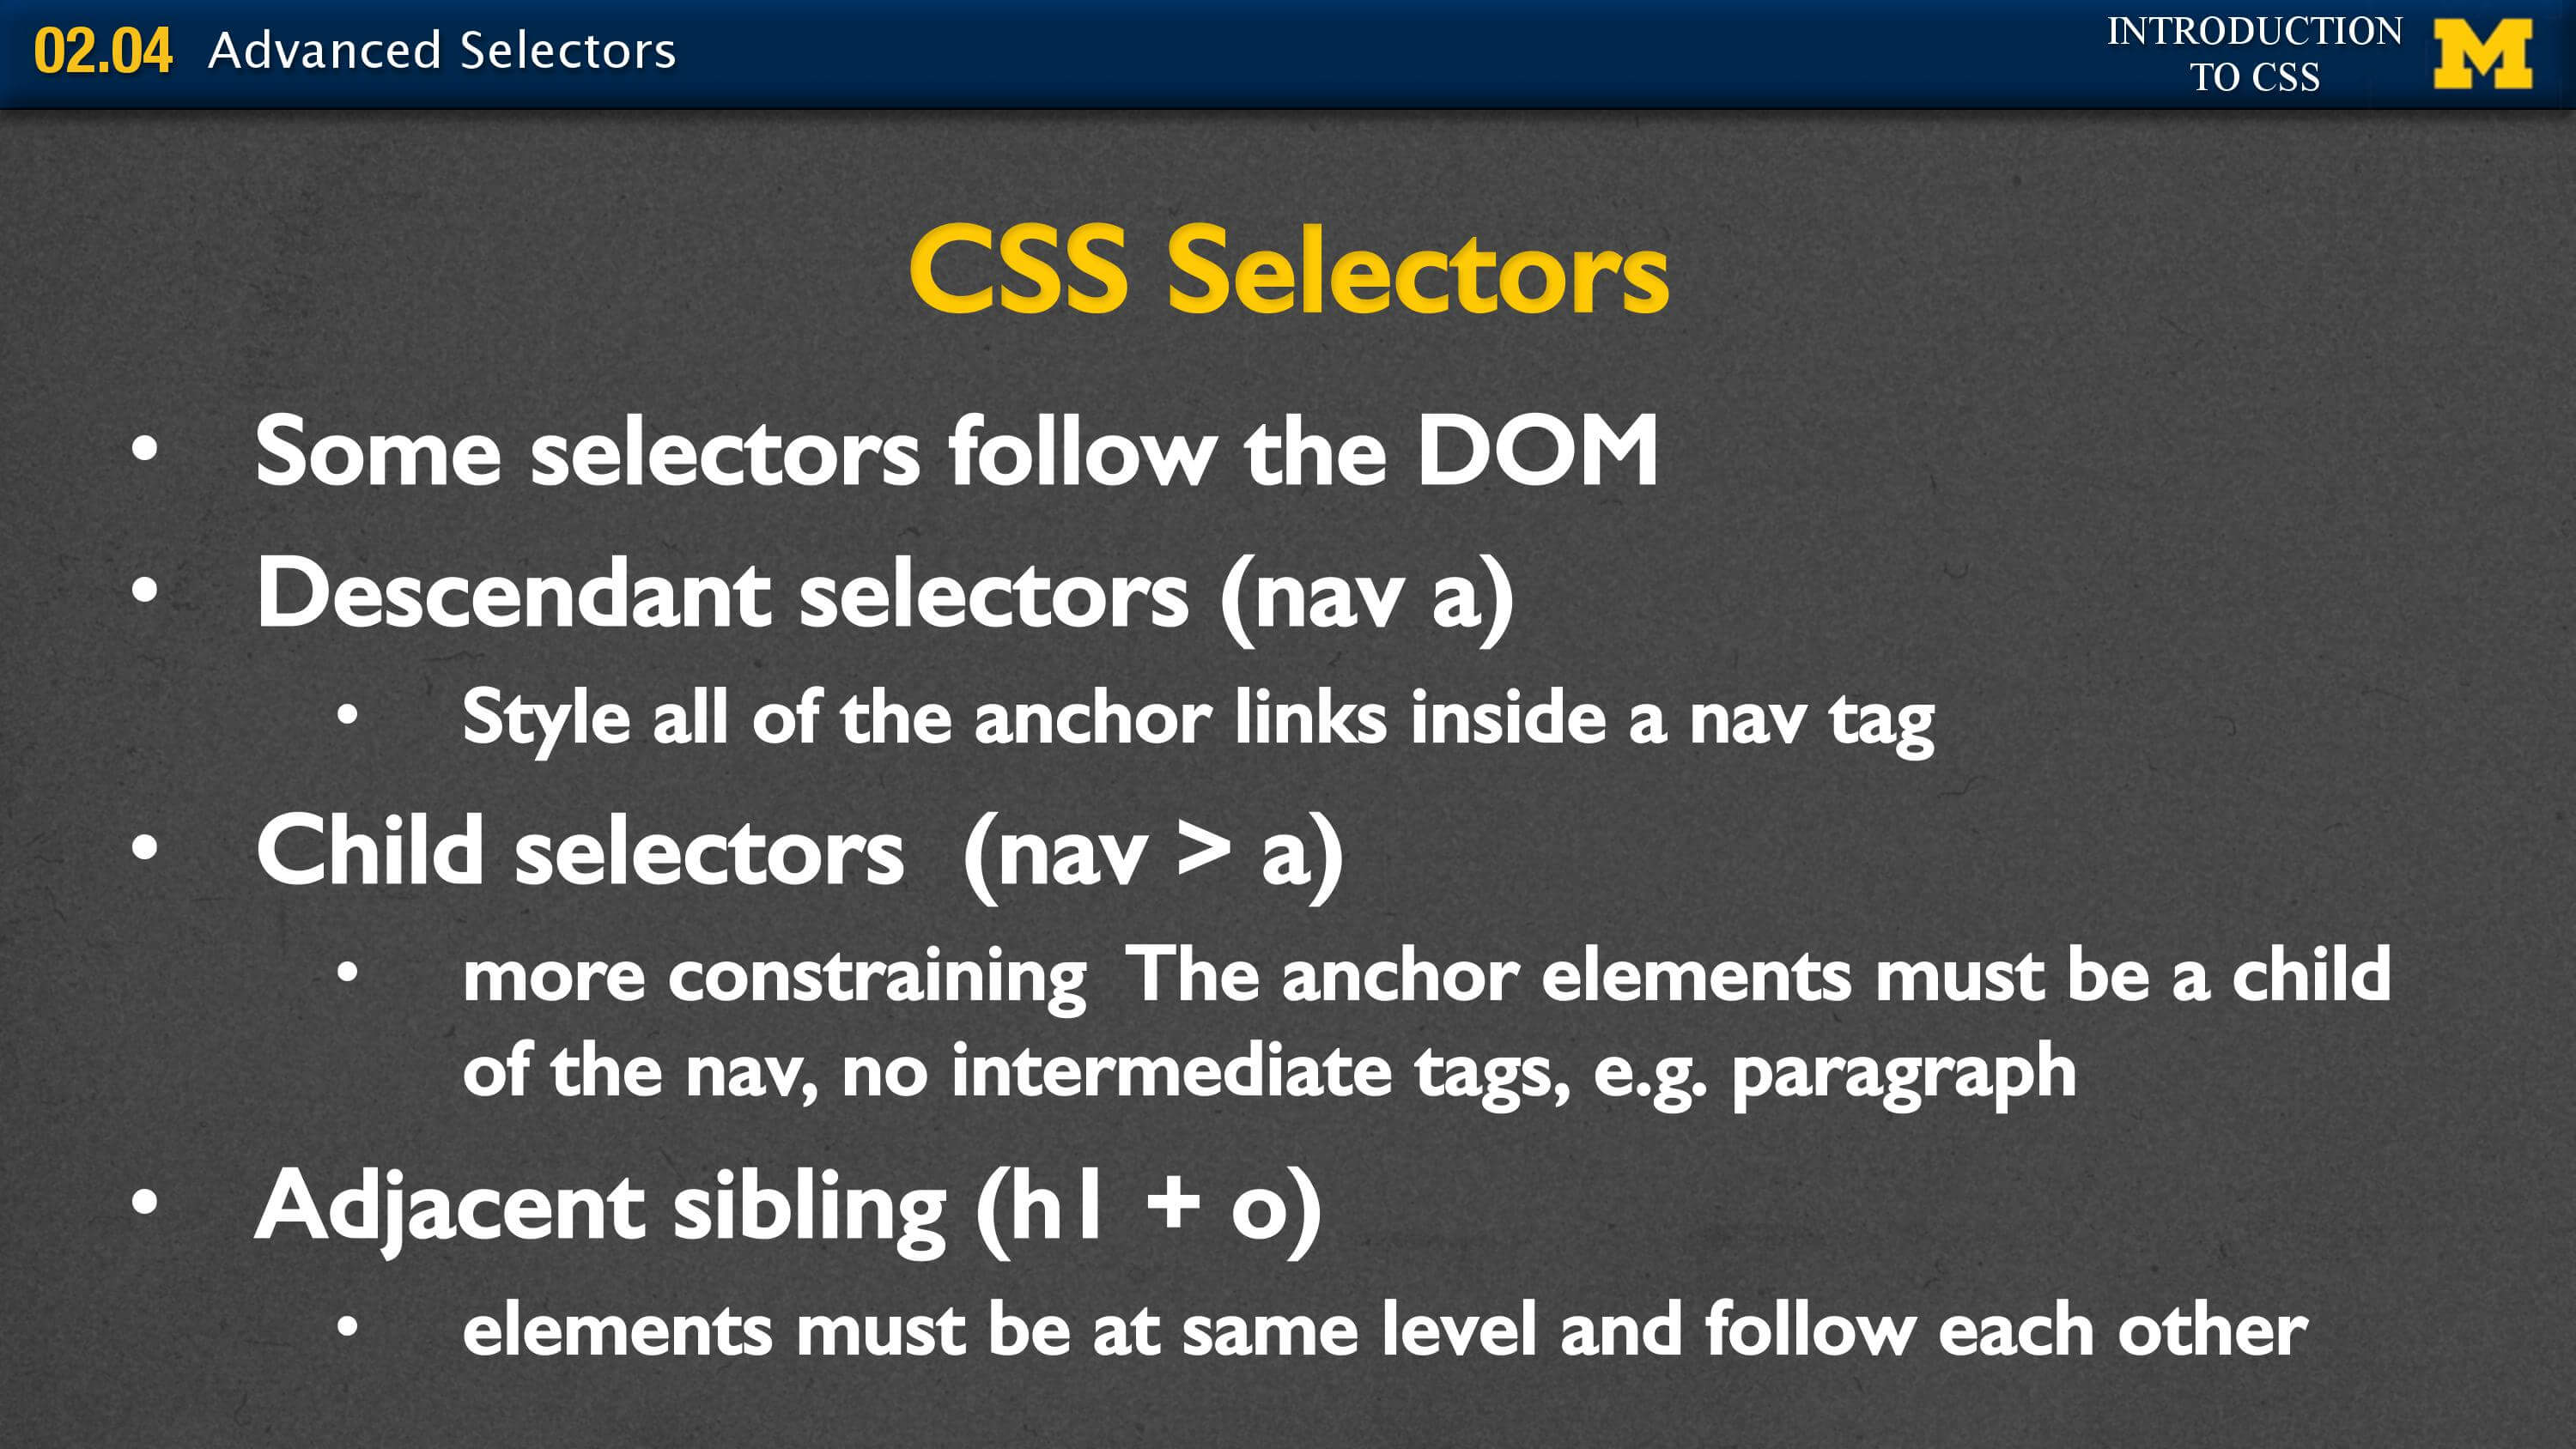 02.04 Advanced Selectors
INTRODUCTION
TO CSS
M
CSS Selectors
• Some selectors follow the DOM
• Descendant selectors (nav a)
• Style all of the anchor links inside a nav tag
• Child selectors  (nav > a)
• more constraining  The anchor elements must be a child
of the nav, no intermediate tags, e.g. paragraph
• Adjacent sibling (h1 + o)
• elements must be at same level and follow each other